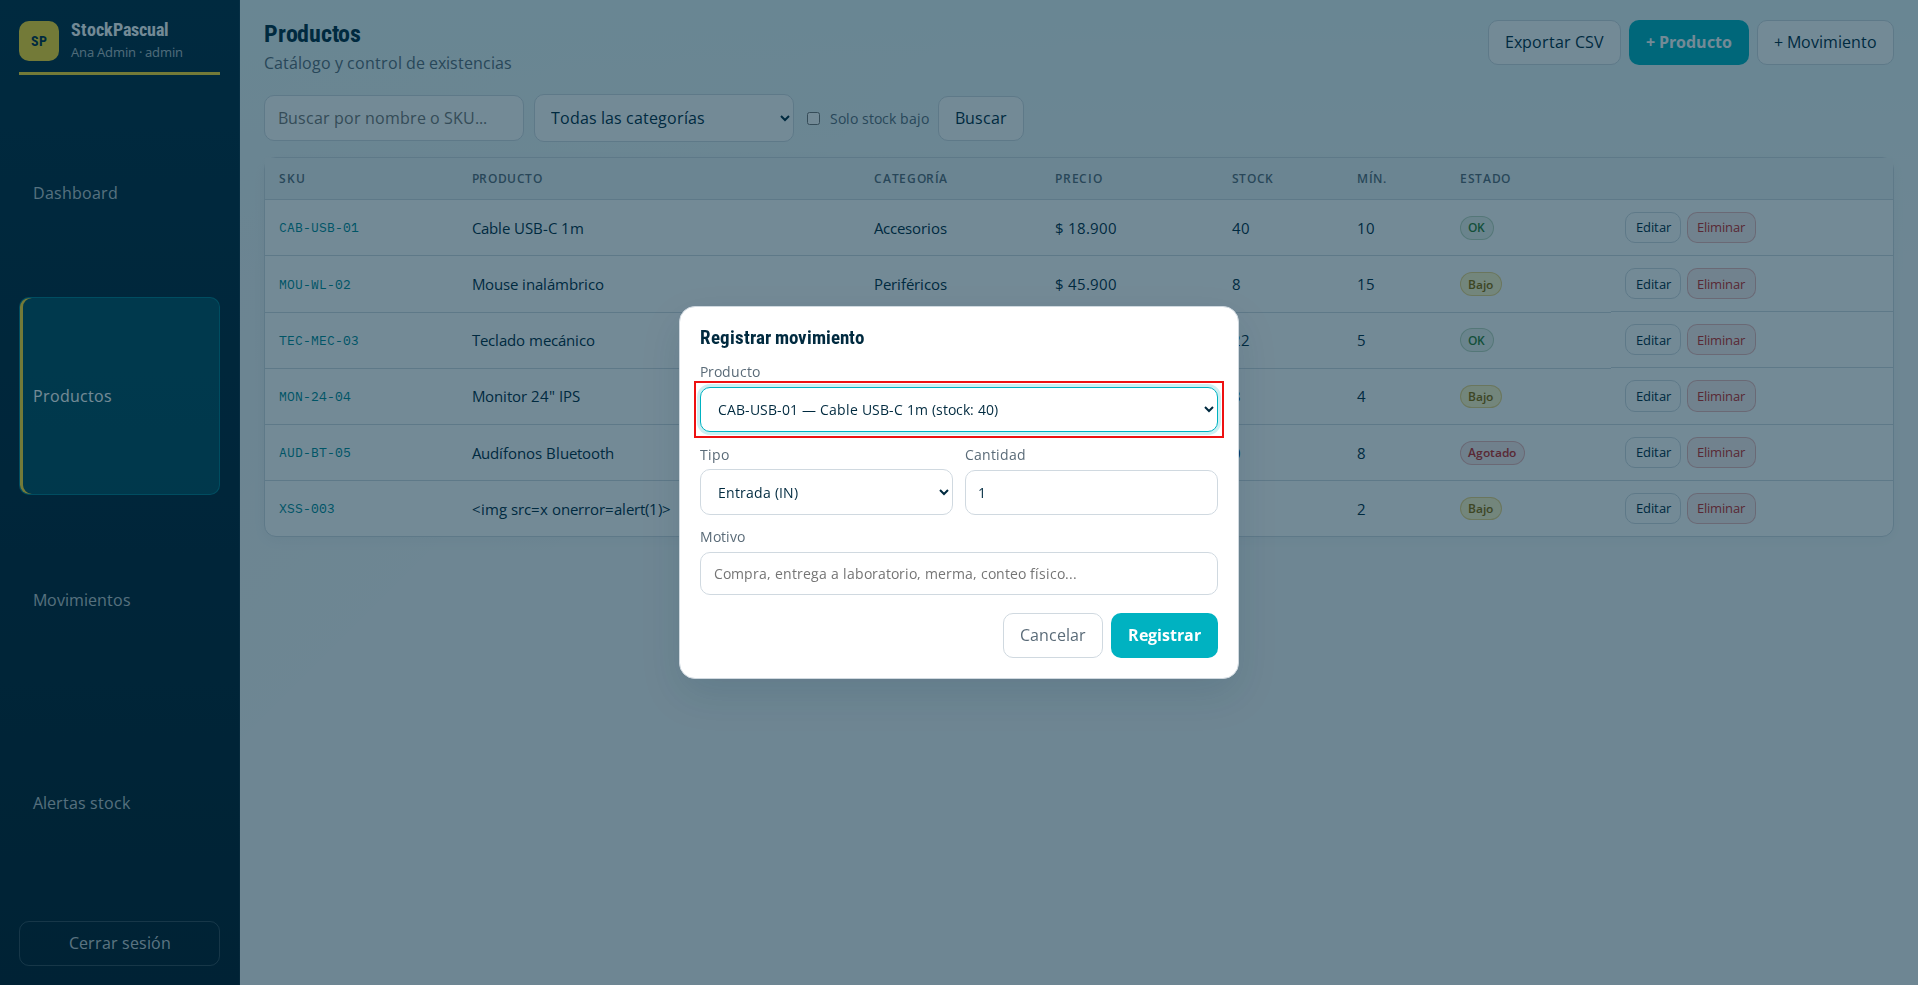 SP
StockPascual
Ana Admin · admin
Dashboard
Productos
Movimientos
Alertas stock
Cerrar sesión
Productos
Catálogo y control de existencias
Exportar CSV
+ Producto
+ Movimiento
Buscar por nombre o SKU...
Todas las categorías
Solo stock bajo
Buscar
SKU PRODUCTO CATEGORÍA PRECIO STOCK MÍN. ESTADO
CAB-USB-01 Cable USB-C 1m Accesorios $ 18.900 40 10 OK Editar Eliminar
MOU-WL-02 Mouse inalámbrico Periféricos $ 45.900 8 15 Bajo Editar Eliminar
TEC-MEC-03 Teclado mecánico 5 OK Editar Eliminar
MON-24-04 Monitor 24" IPS 4 Bajo Editar Eliminar
AUD-BT-05 Audífonos Bluetooth 8 Agotado Editar Eliminar
XSS-003 <img src=x onerror=alert(1)> 2 Bajo Editar Eliminar
Registrar movimiento
Producto
CAB-USB-01 — Cable USB-C 1m (stock: 40)
Tipo
Entrada (IN)
Cantidad
1
Motivo
Compra, entrega a laboratorio, merma, conteo físico...
Cancelar
Registrar